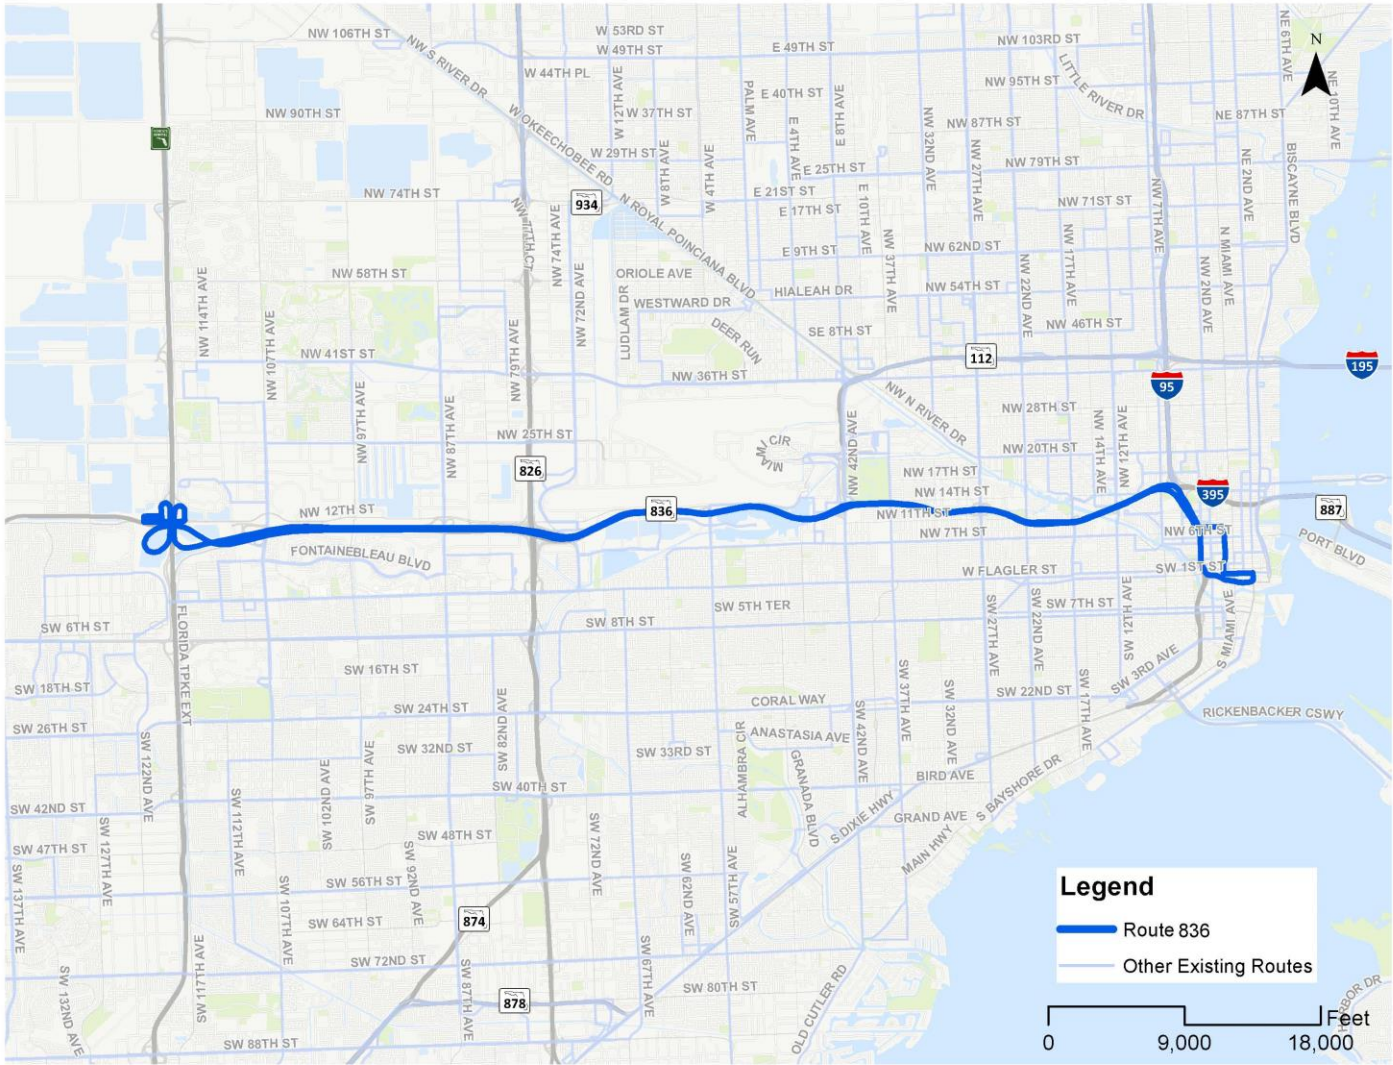 NW 106TH ST
W 53RD ST
W 49TH ST
E 49TH ST
NW 103RD ST
NE 6TH AVE
N
NW S RIVER DR
W 44TH PL
W 12TH AVE
W 37TH ST
PALM AVE
E 40TH ST
E 4TH AVE
E 8TH AVE
NW 95TH ST
LITTLE RIVER DR
NE 10TH AVE
NW 90TH ST
W OKEECHOBEE RD
NW 32ND AVE
NW 87TH ST
NE 87TH ST
NW 27TH AVE
W 29TH ST
W 8TH AVE
W 4TH AVE
E 25TH ST
NW 79TH ST
NE 2ND AVE
BISCAYNE BLVD
NW 74TH ST
934
N ROYAL POINCIANA BLVD
E 21ST ST
E 10TH AVE
NW 71ST ST
NW 7TH AVE
NW 77TH CT
NW 74TH AVE
E 17TH ST
NW 37TH AVE
NW 62ND ST
NW 17TH AVE
N MIAMI AVE
E 9TH ST
NW 58TH ST
ORIOLE AVE
NW 22ND AVE
NW 2ND AVE
NW 114TH AVE
NW 72ND AVE
LUDLAM DR
WESTWARD DR
HIALEAH DR
NW 54TH ST
NW 107TH AVE
NW 79TH AVE
DEER RUN
SE 8TH ST
NW 46TH ST
NW 41ST ST
112
195
NW 36TH ST
95
NW 97TH AVE
NW 87TH AVE
NW N RIVER DR
NW 28TH ST
NW 14TH AVE
NW 12TH AVE
NW 25TH ST
MIAMI CIR
NW 42ND AVE
NW 20TH ST
826
NW 17TH ST
NW 14TH ST
395
836
NW 12TH ST
NW 11TH ST
887
NW 7TH ST
NW 6TH ST
PORT BLVD
FONTAINEBLEAU BLVD
W FLAGLER ST
SW 1ST ST
FLORIDA TPKE EXT
SW 6TH ST
SW 8TH ST
SW 5TH TER
SW 27TH AVE
SW 22ND AVE
SW 7TH ST
SW 12TH AVE
S MIAMI AVE
SW 16TH ST
SW 18TH ST
SW 3RD AVE
SW 37TH AVE
SW 32ND AVE
SW 22ND ST
SW 17TH AVE
SW 24TH ST
SW 82ND AVE
CORAL WAY
RICKENBACKER CSWY
SW 26TH ST
SW 122ND AVE
SW 97TH AVE
SW 32ND ST
SW 33RD ST
ALHAMBRA CIR
ANASTASIA AVE
SW 42ND AVE
GRANADA BLVD
SW 102ND AVE
SW 40TH ST
BIRD AVE
S BAYSHORE DR
SW 42ND ST
SW 112TH AVE
S DIXIE HWY
GRAND AVE
SW 127TH AVE
SW 48TH ST
SW 72ND AVE
MAIN HWY
SW 47TH ST
SW 137TH AVE
SW 92ND AVE
SW 56TH ST
SW 62ND AVE
SW 57TH AVE
SW 107TH AVE
SW 64TH ST
874
SW 132ND AVE
SW 117TH AVE
SW 72ND ST
SW 87TH AVE
SW 67TH AVE
SW 80TH ST
OLD CUTLER RD
878
SW 88TH ST
Legend
Route 836
Other Existing Routes
HARBOR DR
Feet
0 9,000 18,000